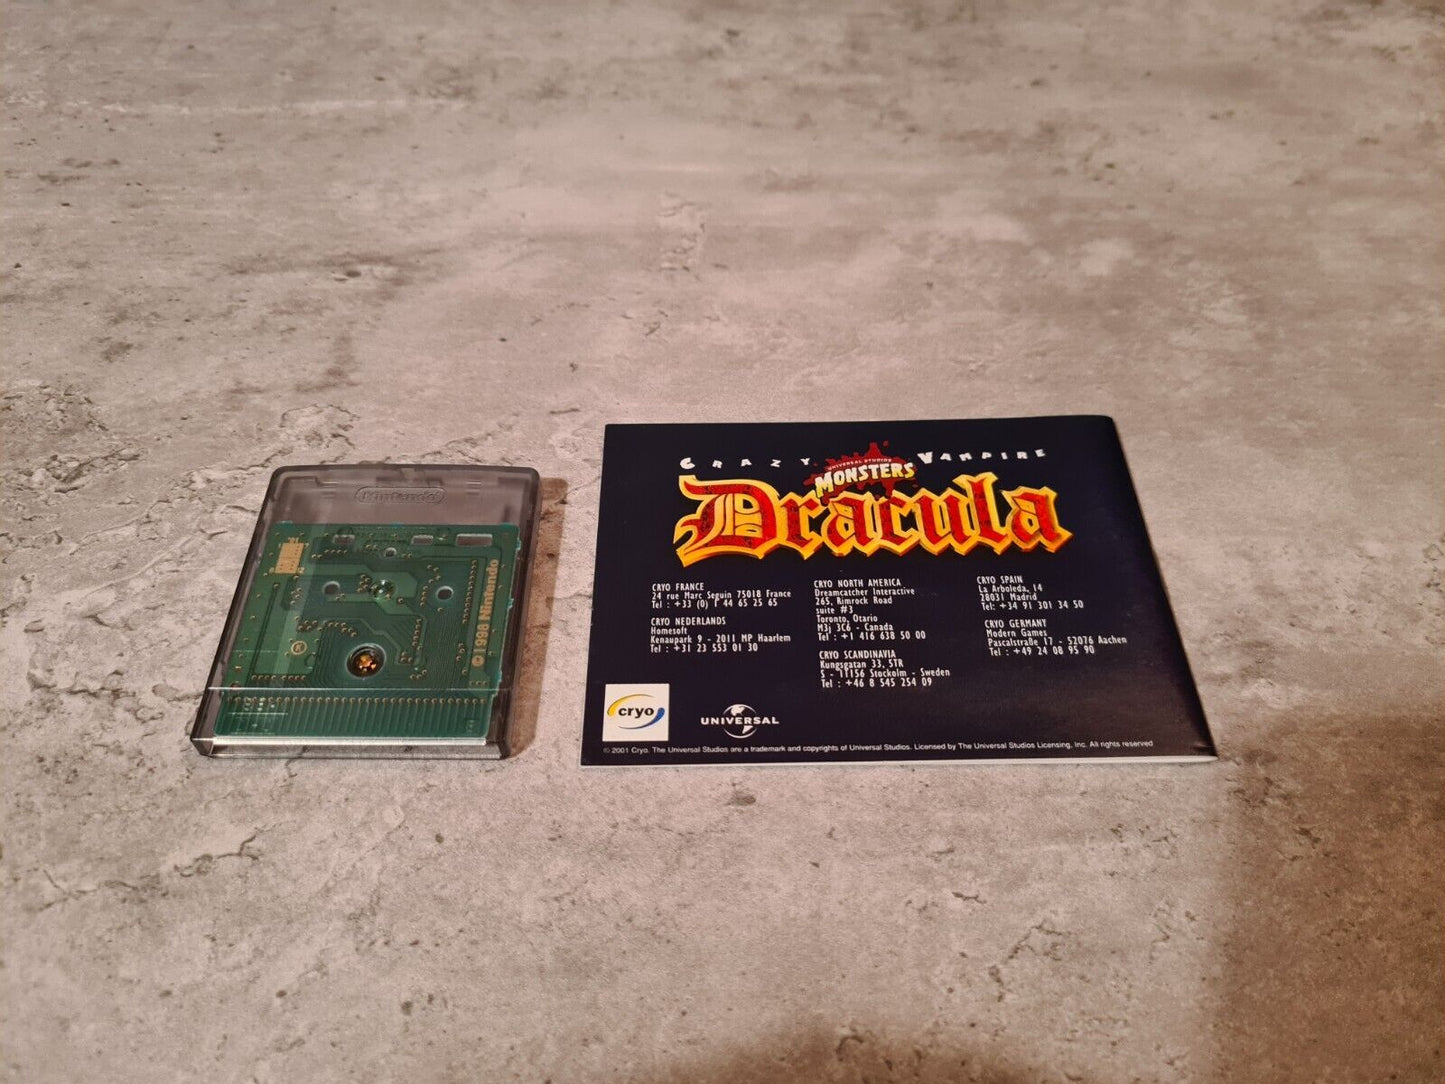 Nintendo
©1998 Nintendo
CRAZY VAMPIRE
UNIVERSAL STUDIOS
MONSTERS
Dracula
CRYO FRANCE
24 rue Marc Seguin 75018 France
Tel : +33 (0) 1 44 65 25 65
CRYO NEDERLANDS
Homesoft
Kenaupark 9 - 2011 MP Haarlem
Tel : +31 23 553 01 30
CRYO NORTH AMERICA
Dreamcatcher Interactive
265, Rimrock Road
suite #3
Toronto, Otario
M3j 3C6 - Canada
Tel : +1 416 638 50 00
CRYO SCANDINAVIA
Kungsgatan 33, 5TR
S - 11156 Stockolm - Sweden
Tel : +46 8 545 254 09
CRYO SPAIN
La Arboleda, 14
28031 Madrid
Tel: +34 91 301 34 50
CRYO GERMANY
Modern Games
Pascalstraße 17 - 52076 Aachen
Tel : +49 24 08 95 90
cryo
UNIVERSAL
© 2001 Cryo. The Universal Studios are a trademark and copyrights of Universal Studios. Licensed by The Universal Studios Licensing, Inc. All rights reserved